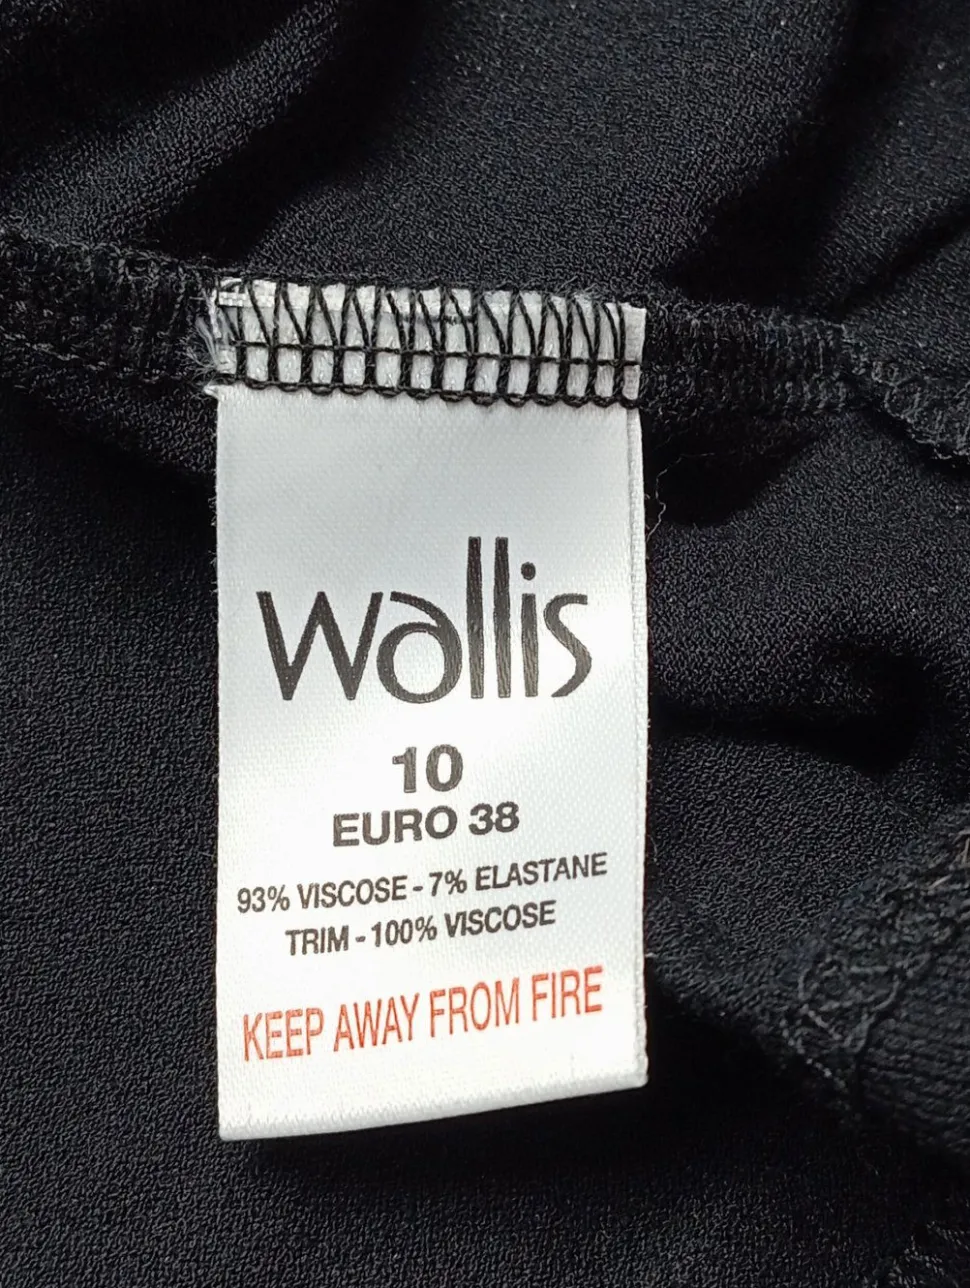 wallis
10
EURO 38
93% VISCOSE - 7% ELASTANE
TRIM - 100% VISCOSE
KEEP AWAY FROM FIRE